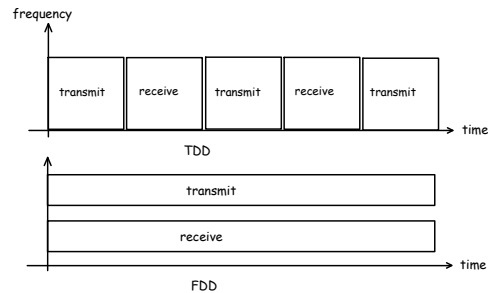 frequency
transmit receive transmit receive transmit
time
TDD
transmit
receive
time
FDD